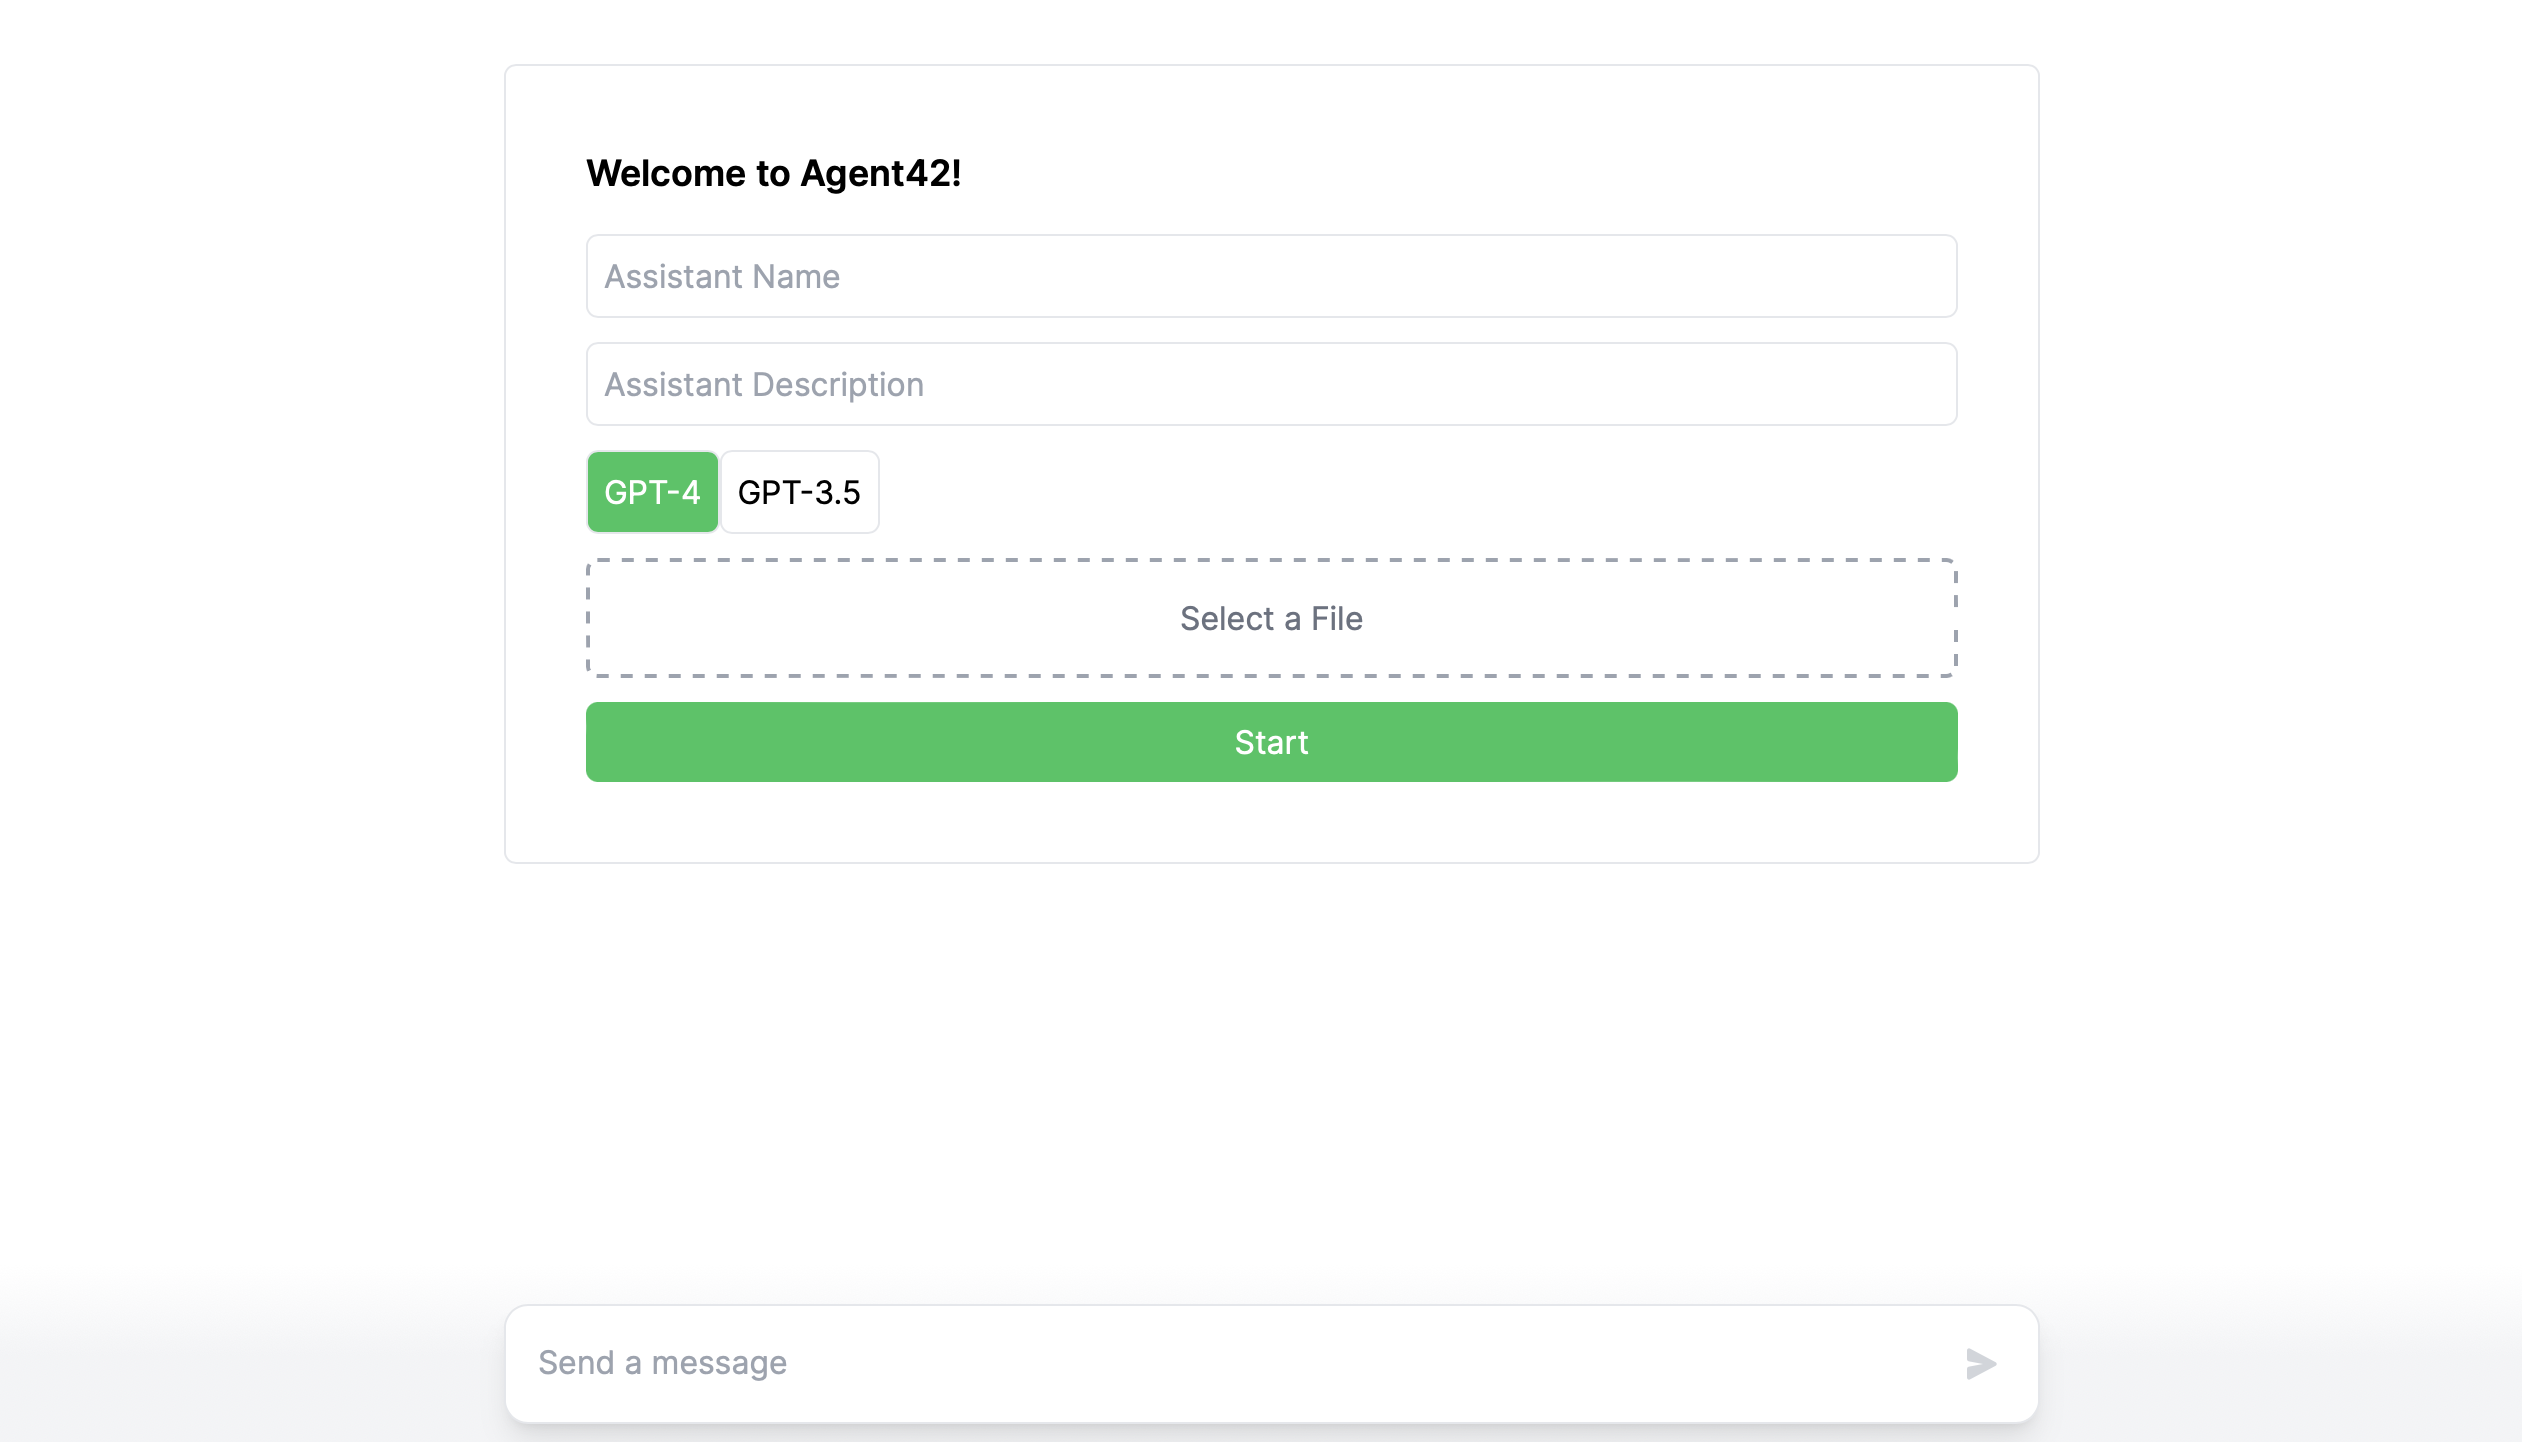 Welcome to Agent42!
Assistant Name
Assistant Description
GPT-4 GPT-3.5
Select a File
Start
Send a message